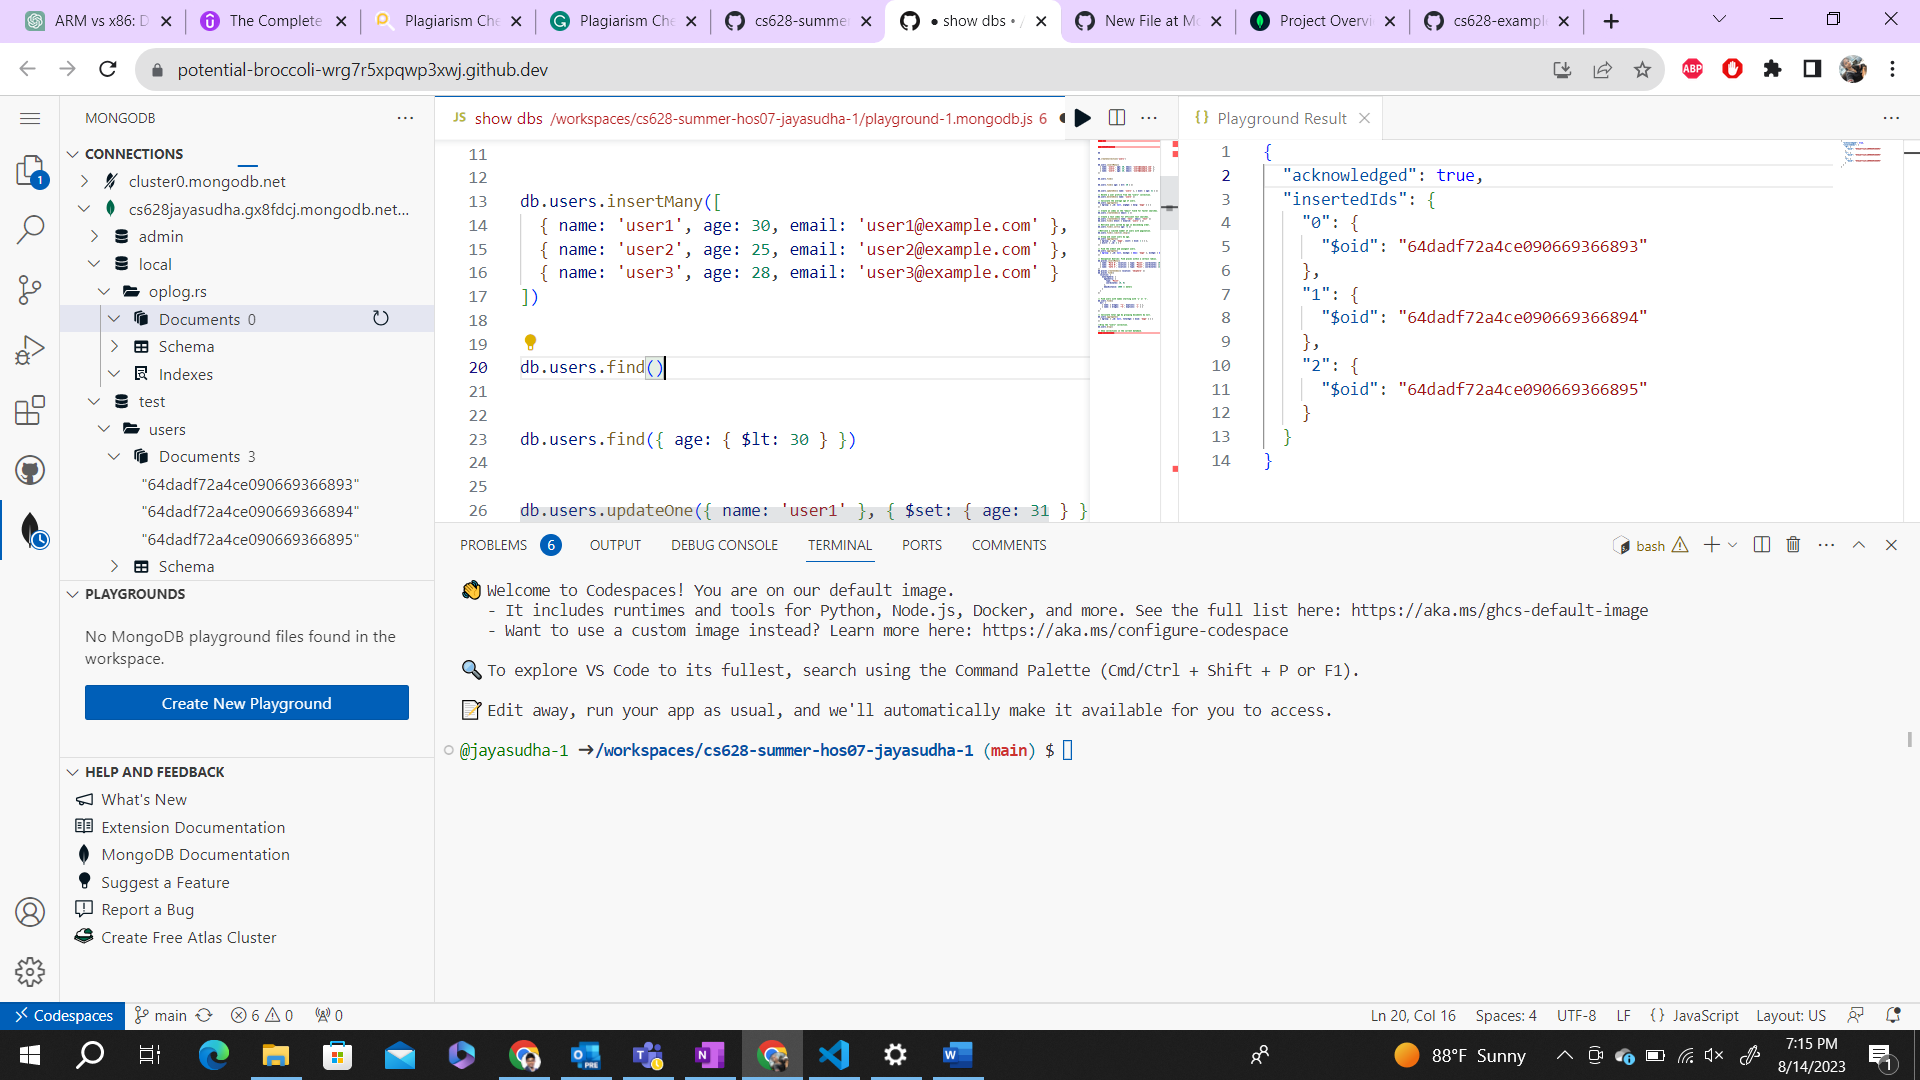 ARM vs x86: D
The Complete
Plagiarism Che
Plagiarism Che
cs628-summer
● show dbs • /
New File at Mo
Project Overvi
cs628-exampl
potential-broccoli-wrg7r5xpqwp3xwj.github.dev
ABP
MONGODB
CONNECTIONS
1
cluster0.mongodb.net
cs628jayasudha.gx8fdcj.mongodb.net...
admin
local
oplog.rs
Documents 0
Schema
Indexes
test
users
Documents 3
"64dadf72a4ce090669366893"
"64dadf72a4ce090669366894"
"64dadf72a4ce090669366895"
Schema
PLAYGROUNDS
No MongoDB playground files found in the
workspace.
Create New Playground
HELP AND FEEDBACK
What's New
Extension Documentation
MongoDB Documentation
Suggest a Feature
Report a Bug
Create Free Atlas Cluster
JS show dbs /workspaces/cs628-summer-hos07-jayasudha-1/playground-1.mongodb.js 6
11
12
13 db.users.insertMany([
14 { name: 'user1', age: 30, email: 'user1@example.com' },
15 { name: 'user2', age: 25, email: 'user2@example.com' },
16 { name: 'user3', age: 28, email: 'user3@example.com' }
17 ])
18
19
20 db.users.find()
21
22
23 db.users.find({ age: { $lt: 30 } })
24
25
26 db.users.updateOne({ name: 'user1' }, { $set: { age: 31 } }
{} Playground Result
1 {
2 "acknowledged": true,
3 "insertedIds": {
4 "0": {
5 "$oid": "64dadf72a4ce090669366893"
6 },
7 "1": {
8 "$oid": "64dadf72a4ce090669366894"
9 },
10 "2": {
11 "$oid": "64dadf72a4ce090669366895"
12 }
13 }
14 }
PROBLEMS 6 OUTPUT DEBUG CONSOLE TERMINAL PORTS COMMENTS
bash
👋 Welcome to Codespaces! You are on our default image.
- It includes runtimes and tools for Python, Node.js, Docker, and more. See the full list here: https://aka.ms/ghcs-default-image
- Want to use a custom image instead? Learn more here: https://aka.ms/configure-codespace
🔍 To explore VS Code to its fullest, search using the Command Palette (Cmd/Ctrl + Shift + P or F1).
📝 Edit away, run your app as usual, and we'll automatically make it available for you to access.
@jayasudha-1 →/workspaces/cs628-summer-hos07-jayasudha-1 (main) $
Codespaces main 6 0 0
Ln 20, Col 16 Spaces: 4 UTF-8 LF {} JavaScript Layout: US
88°F Sunny
7:15 PM
8/14/2023
1